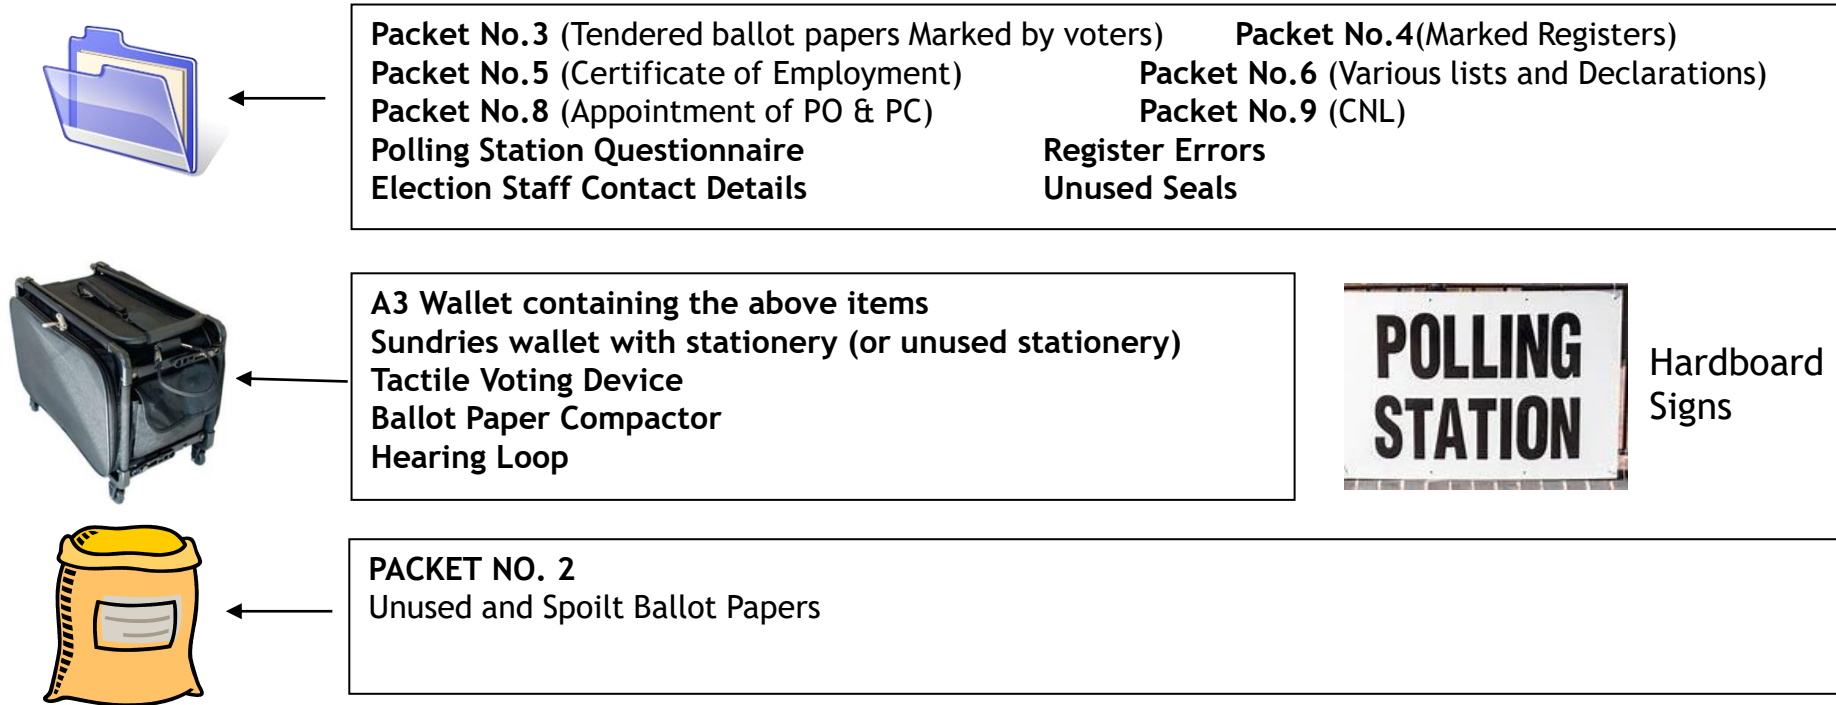 Packet No.3 (Tendered ballot papers Marked by voters) Packet No.4(Marked Registers)
Packet No.5 (Certificate of Employment) Packet No.6 (Various lists and Declarations)
Packet No.8 (Appointment of PO & PC) Packet No.9 (CNL)
Polling Station Questionnaire Register Errors
Election Staff Contact Details Unused Seals
A3 Wallet containing the above items
Sundries wallet with stationery (or unused stationery)
Tactile Voting Device
Ballot Paper Compactor
Hearing Loop
POLLING
STATION
Hardboard
Signs
PACKET NO. 2
Unused and Spoilt Ballot Papers